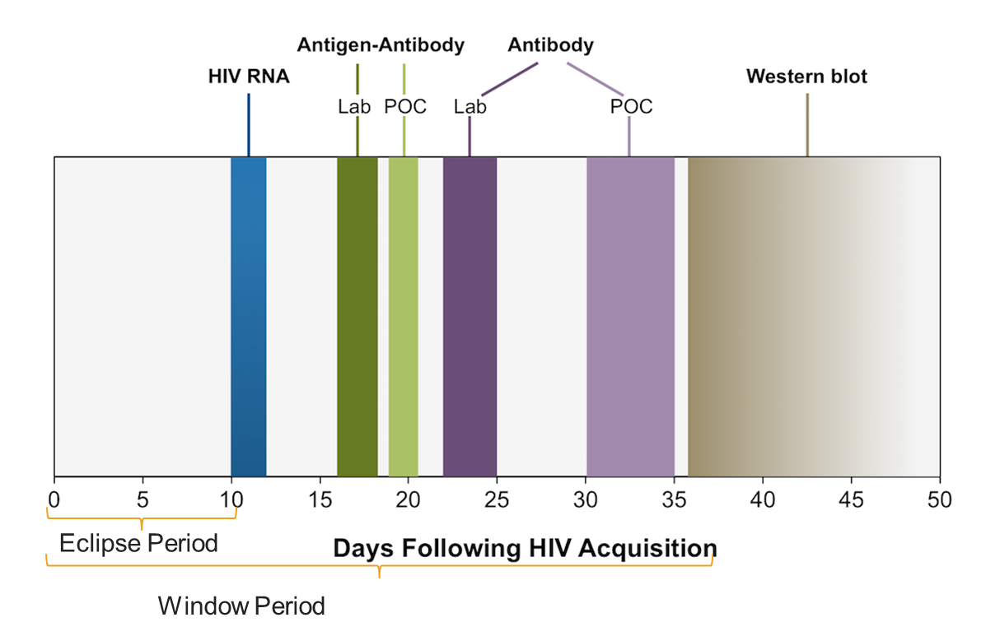 Antigen-Antibody Antibody
HIV RNA Western blot
Lab POC Lab POC
0 5 10 15 20 25 30 35 40 45 50
Eclipse Period
Days Following HIV Acquisition
Window Period